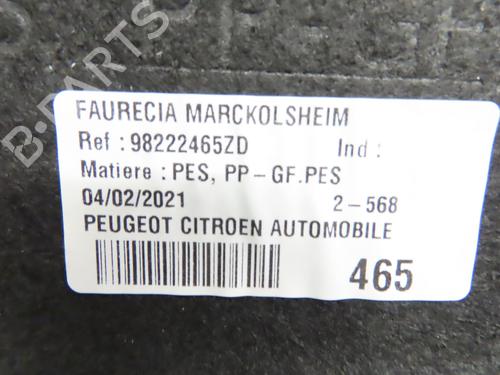 B-PARTS
FAURECIA MARCKOLSHEIM
Ref : 98222465ZD Ind :
Matiere : PES, PP-GF.PES
04/02/2021 2-568
PEUGEOT CITROEN AUTOMOBILE
465